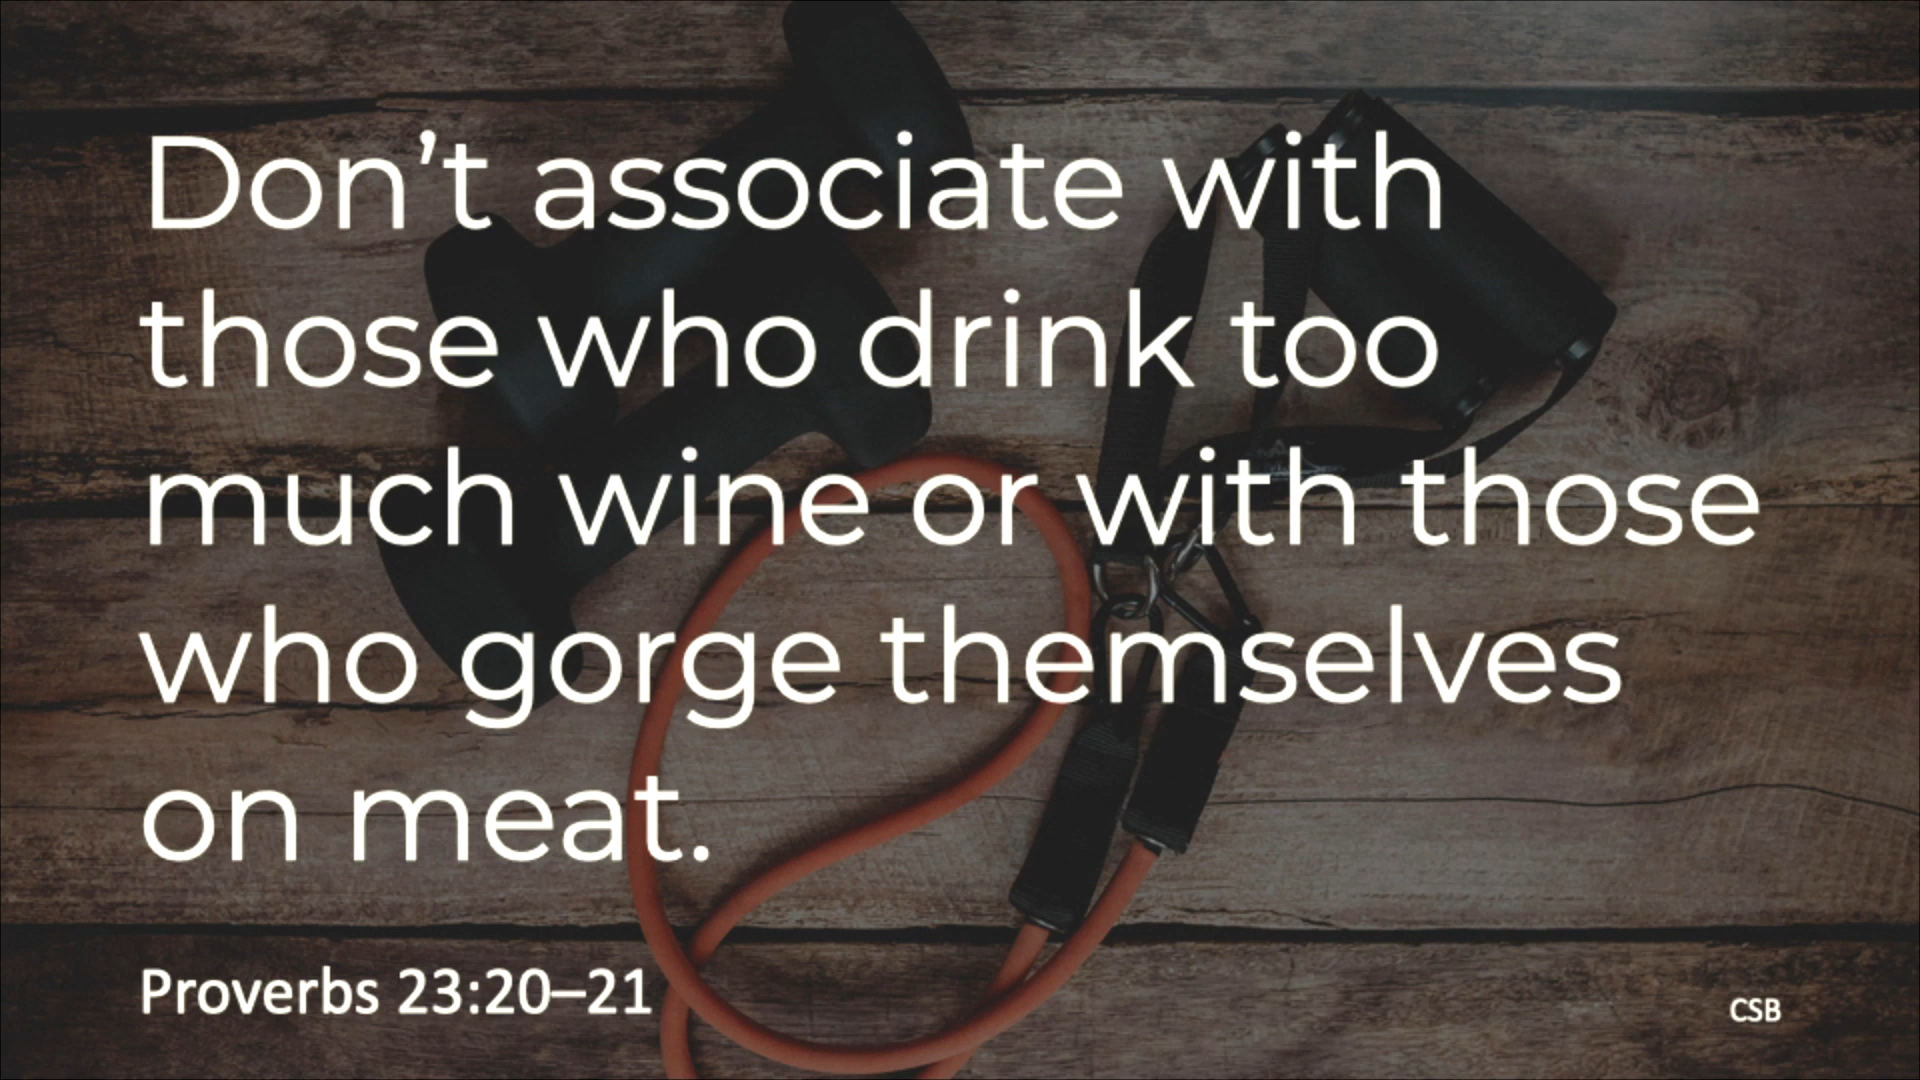 Don’t associate with
those who drink too
much wine or with those
who gorge themselves
on meat.
Proverbs 23:20–21
CSB